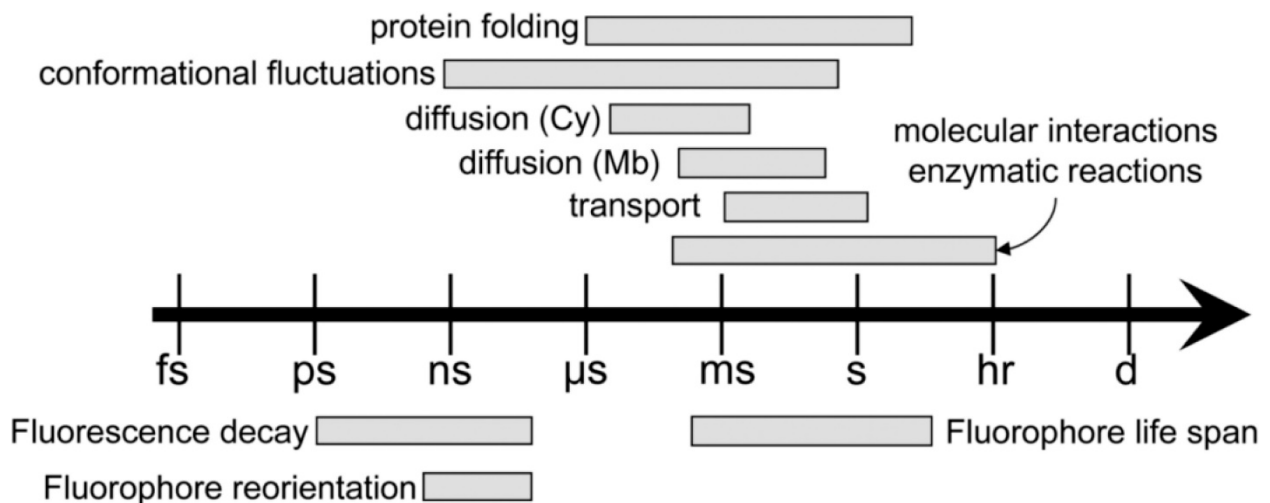 protein folding
conformational fluctuations
diffusion (Cy)
molecular interactions
enzymatic reactions
diffusion (Mb)
transport
fs ps ns µs ms s hr d
Fluorescence decay
Fluorophore life span
Fluorophore reorientation